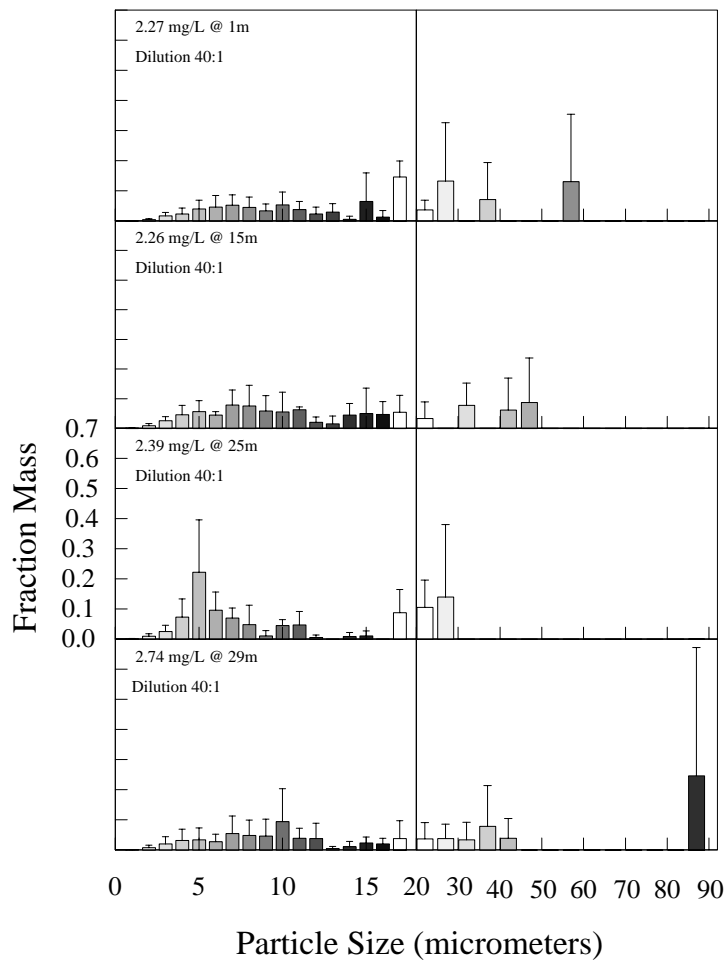 2.27 mg/L @ 1m
Dilution 40:1
2.26 mg/L @ 15m
Dilution 40:1
0.7
2.39 mg/L @ 25m
0.6
Dilution 40:1
0.5
0.4
0.3
0.2
0.1
0.0
Fraction Mass
2.74 mg/L @ 29m
Dilution 40:1
0 5 10 15 20 30 40 50 60 70 80 90
Particle Size (micrometers)